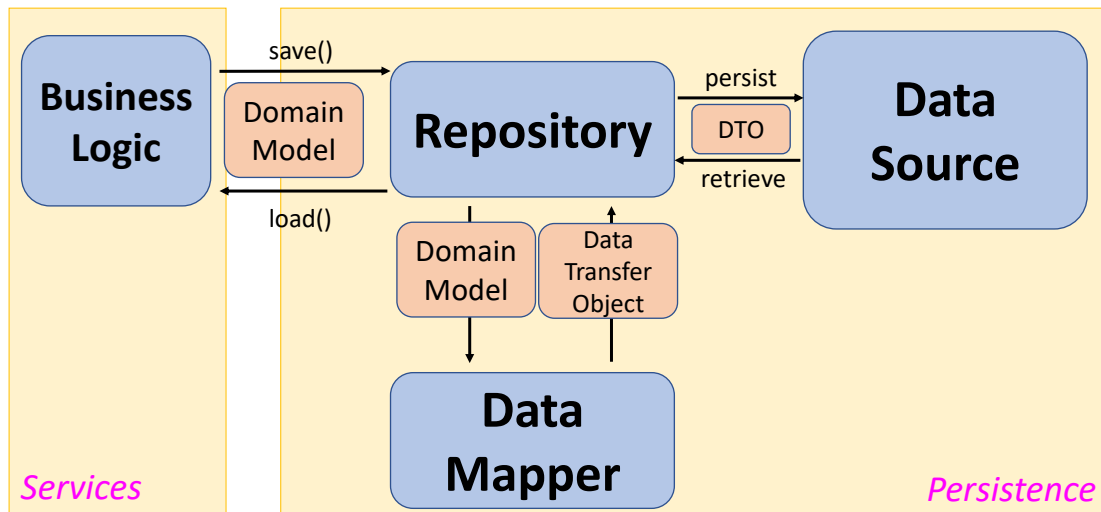 save()
Business
Logic
Domain
Model
load()
Repository
persist
DTO
retrieve
Data
Source
Domain
Model
Data
Transfer
Object
Data
Mapper
Services
Persistence